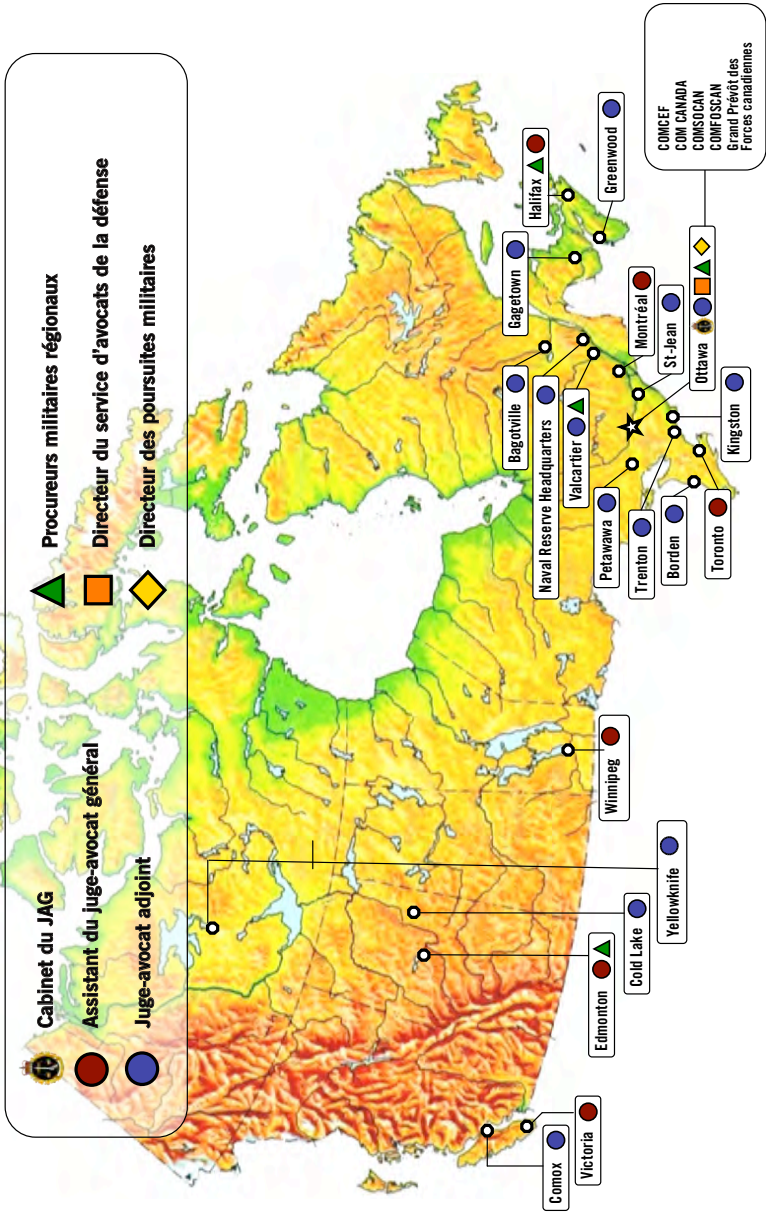 Cabinet du JAG
Assistant du juge-avocat général
Juge-avocat adjoint
Procureurs militaires régionaux
Directeur du service d'avocats de la défense
Directeur des poursuites militaires
Comox
Victoria
Edmonton
Cold Lake
Yellowknife
Winnipeg
Bagotville
Naval Reserve Headquarters
Valcartier
Petawawa
Trenton
Borden
Toronto
Gagetown
Halifax
Greenwood
Montréal
St-Jean
Ottawa
Kingston
COMCEF
COM CANADA
COMSOCAN
COMFOSCAN
Grand Prévôt des
Forces canadiennes